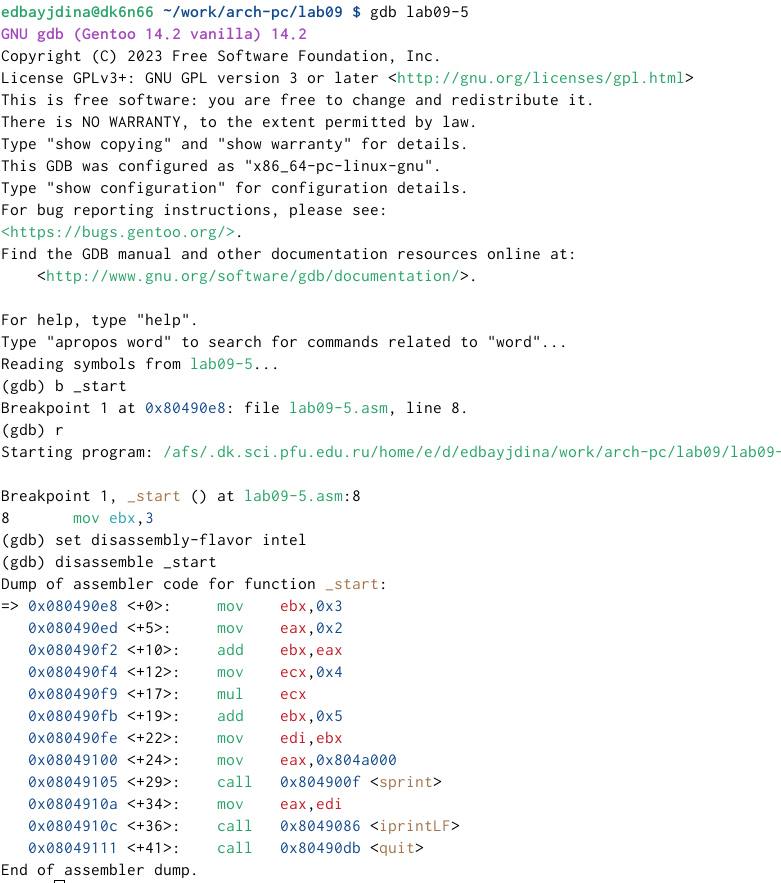 edbayjdina@dk6n66 ~/work/arch-pc/lab09 $ gdb lab09-5
GNU gdb (Gentoo 14.2 vanilla) 14.2
Copyright (C) 2023 Free Software Foundation, Inc.
License GPLv3+: GNU GPL version 3 or later <http://gnu.org/licenses/gpl.html>
This is free software: you are free to change and redistribute it.
There is NO WARRANTY, to the extent permitted by law.
Type "show copying" and "show warranty" for details.
This GDB was configured as "x86_64-pc-linux-gnu".
Type "show configuration" for configuration details.
For bug reporting instructions, please see:
<https://bugs.gentoo.org/>.
Find the GDB manual and other documentation resources online at:
    <http://www.gnu.org/software/gdb/documentation/>.

For help, type "help".
Type "apropos word" to search for commands related to "word"...
Reading symbols from lab09-5...
(gdb) b _start
Breakpoint 1 at 0x80490e8: file lab09-5.asm, line 8.
(gdb) r
Starting program: /afs/.dk.sci.pfu.edu.ru/home/e/d/edbayjdina/work/arch-pc/lab09/lab09-

Breakpoint 1, _start () at lab09-5.asm:8
8       mov ebx,3
(gdb) set disassembly-flavor intel
(gdb) disassemble _start
Dump of assembler code for function _start:
=> 0x080490e8 <+0>:     mov    ebx,0x3
   0x080490ed <+5>:     mov    eax,0x2
   0x080490f2 <+10>:    add    ebx,eax
   0x080490f4 <+12>:    mov    ecx,0x4
   0x080490f9 <+17>:    mul    ecx
   0x080490fb <+19>:    add    ebx,0x5
   0x080490fe <+22>:    mov    edi,ebx
   0x08049100 <+24>:    mov    eax,0x804a000
   0x08049105 <+29>:    call   0x804900f <sprint>
   0x0804910a <+34>:    mov    eax,edi
   0x0804910c <+36>:    call   0x8049086 <iprintLF>
   0x08049111 <+41>:    call   0x80490db <quit>
End of assembler dump.